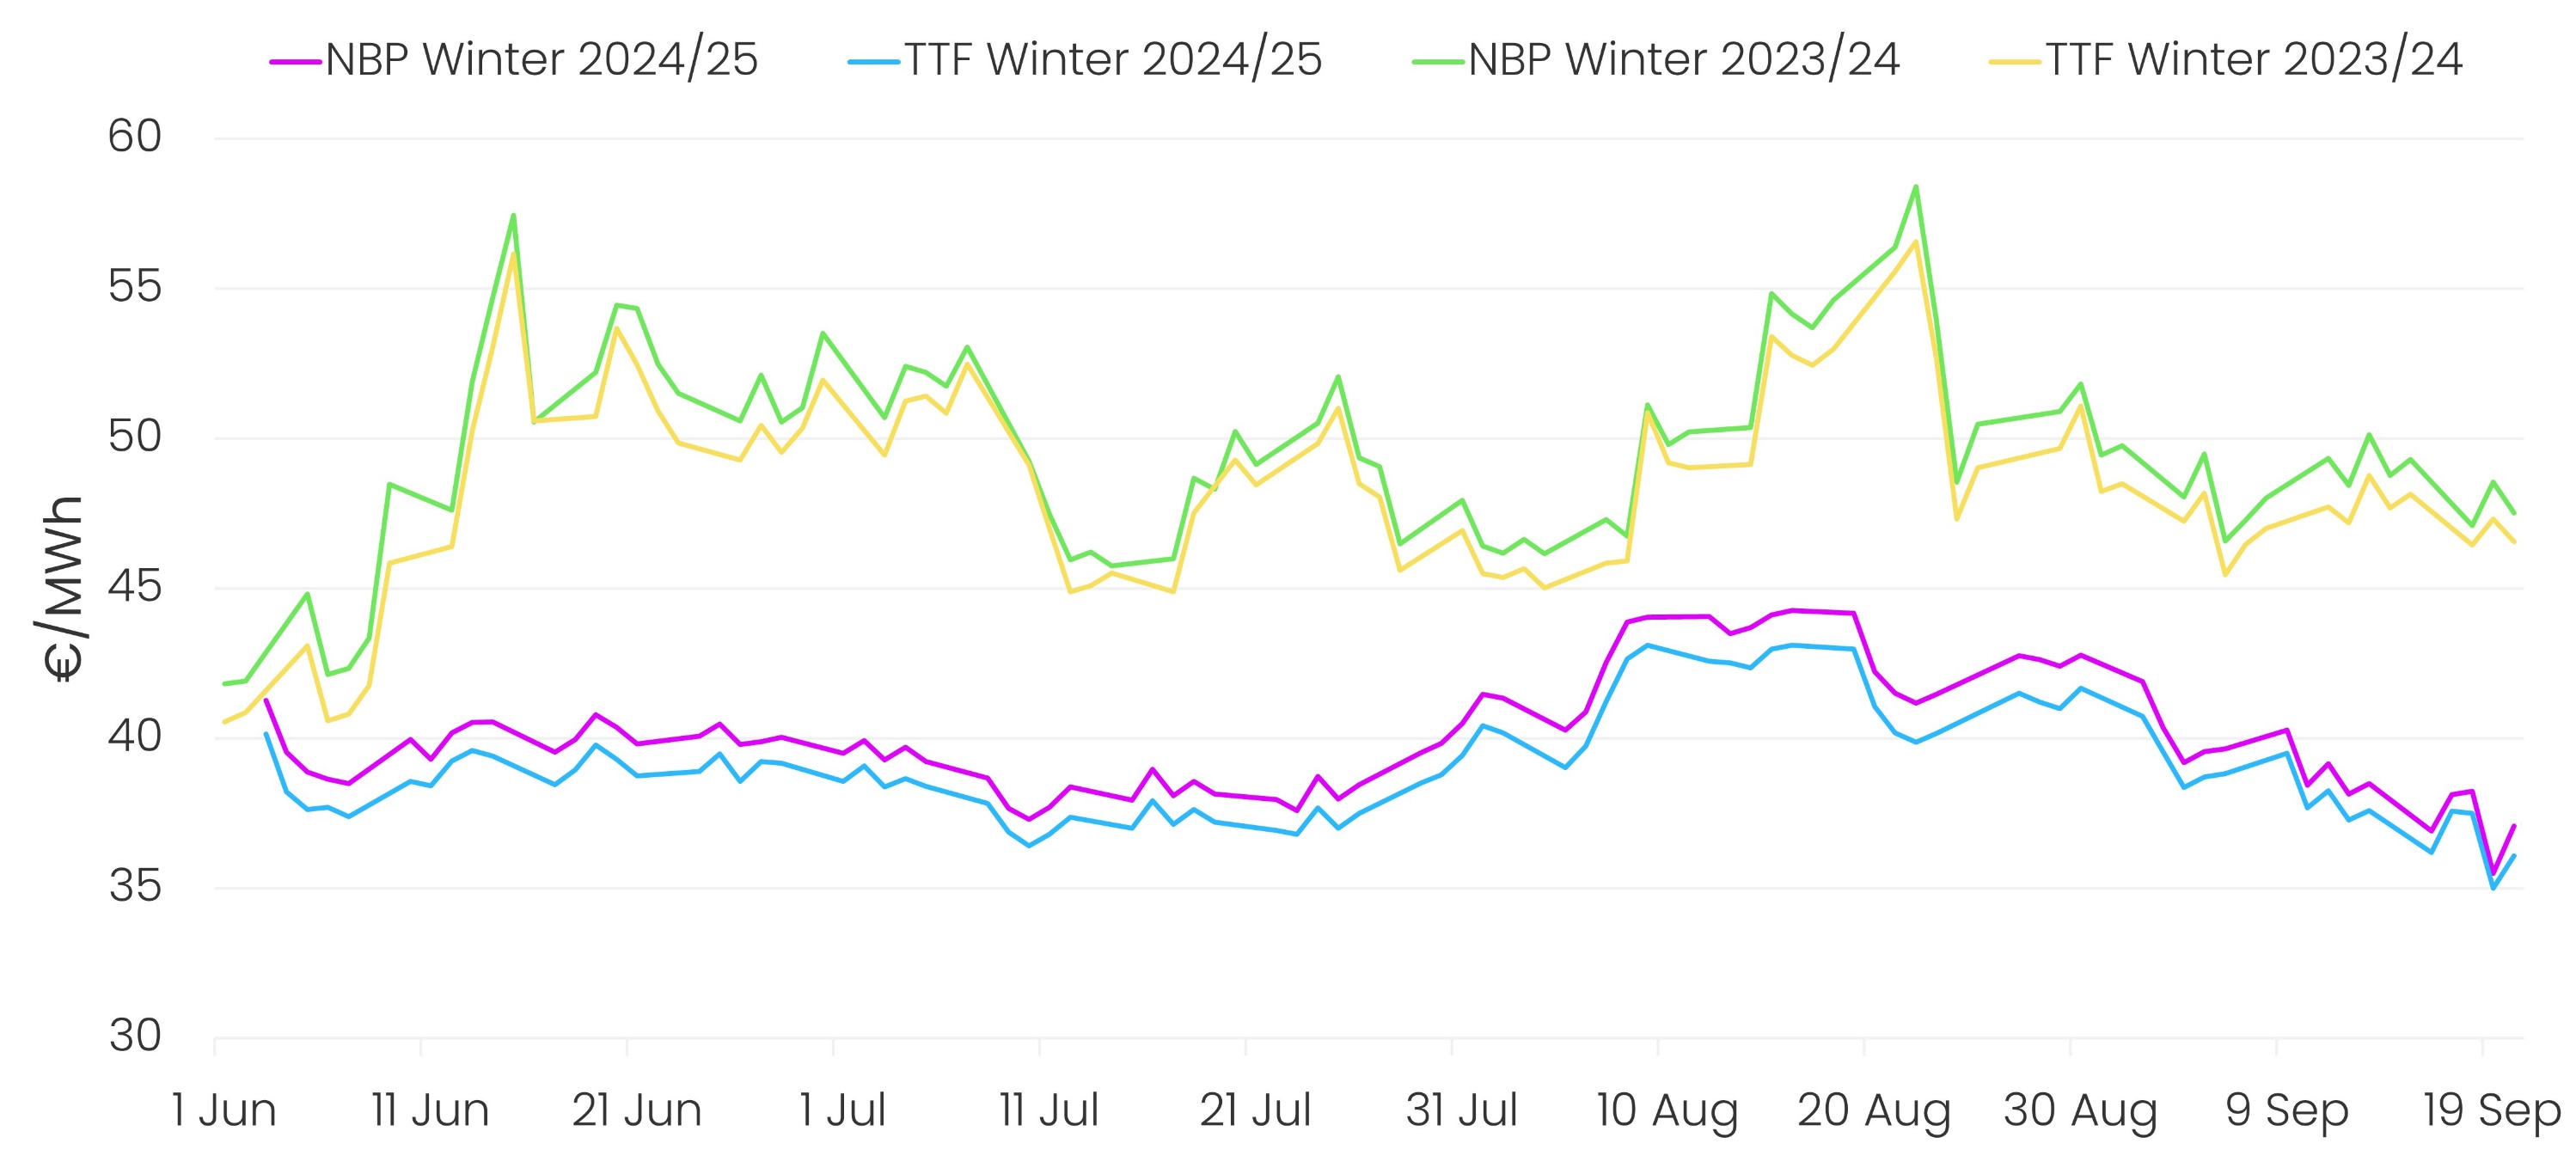 NBP Winter 2024/25 TTF Winter 2024/25 NBP Winter 2023/24 TTF Winter 2023/24
60
55
50
45
40
35
30
€/MWh
1 Jun 11 Jun 21 Jun 1 Jul 11 Jul 21 Jul 31 Jul 10 Aug 20 Aug 30 Aug 9 Sep 19 Sep